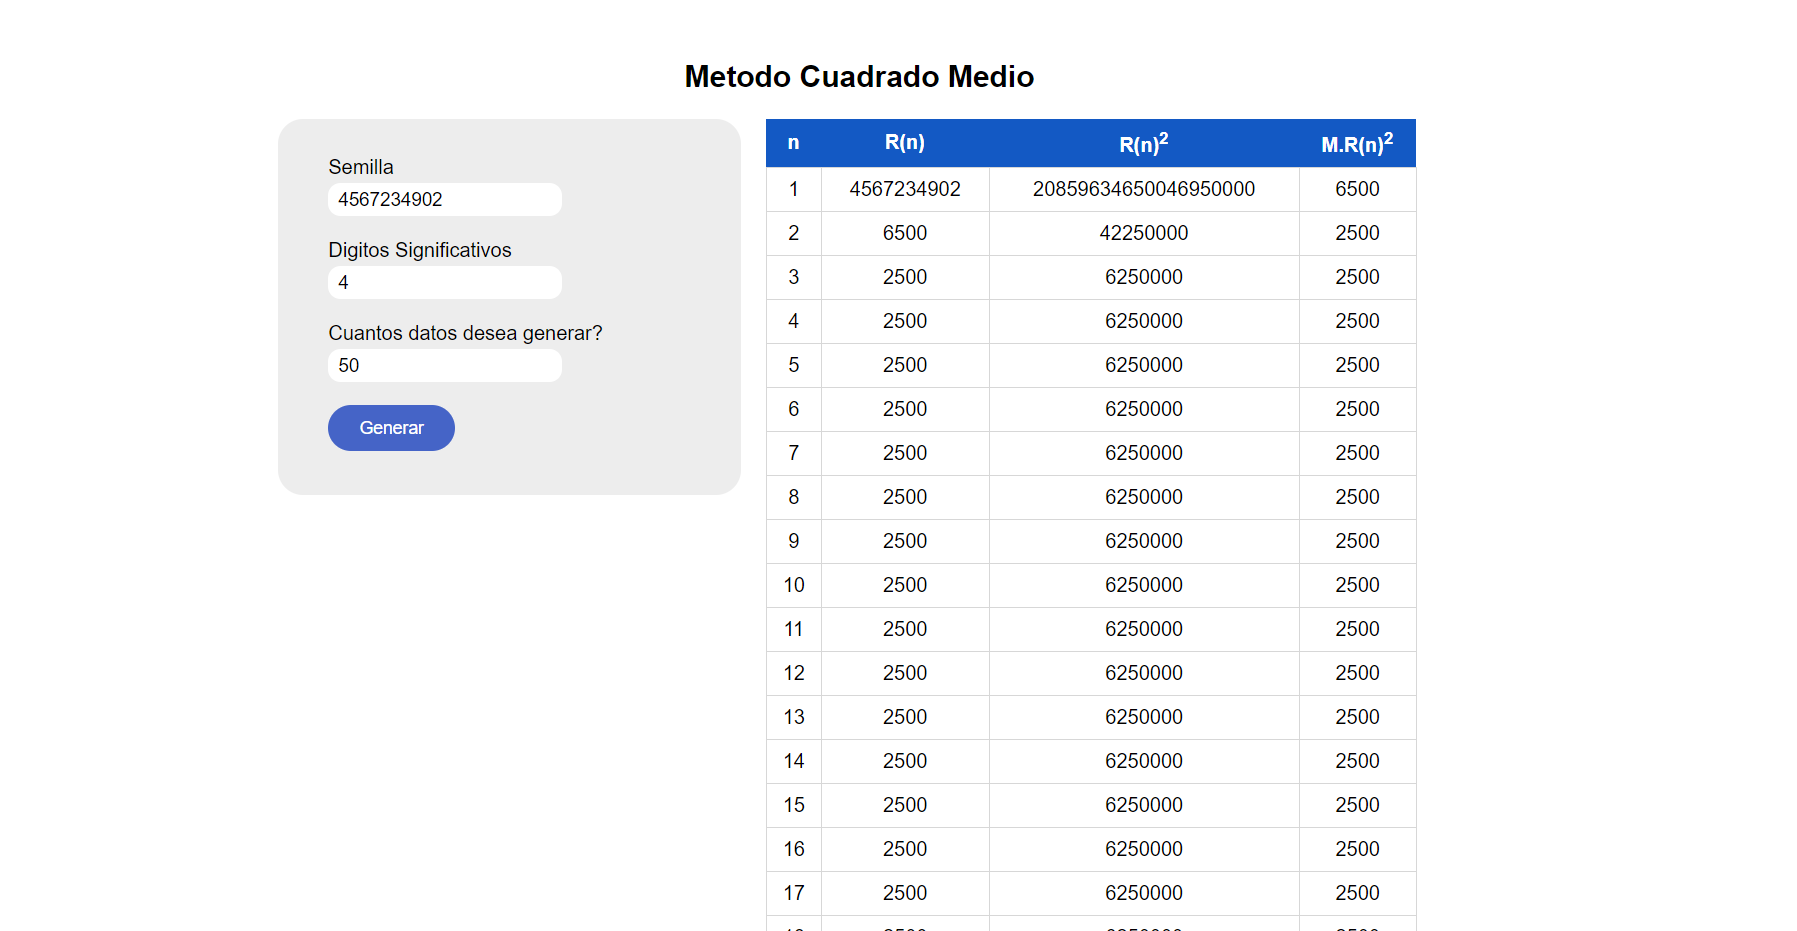 Metodo Cuadrado Medio
Semilla
4567234902
Digitos Significativos
4
Cuantos datos desea generar?
50
Generar
n R(n) R(n)² M.R(n)²
1 4567234902 20859634650046950000 6500
2 6500 42250000 2500
3 2500 6250000 2500
4 2500 6250000 2500
5 2500 6250000 2500
6 2500 6250000 2500
7 2500 6250000 2500
8 2500 6250000 2500
9 2500 6250000 2500
10 2500 6250000 2500
11 2500 6250000 2500
12 2500 6250000 2500
13 2500 6250000 2500
14 2500 6250000 2500
15 2500 6250000 2500
16 2500 6250000 2500
17 2500 6250000 2500